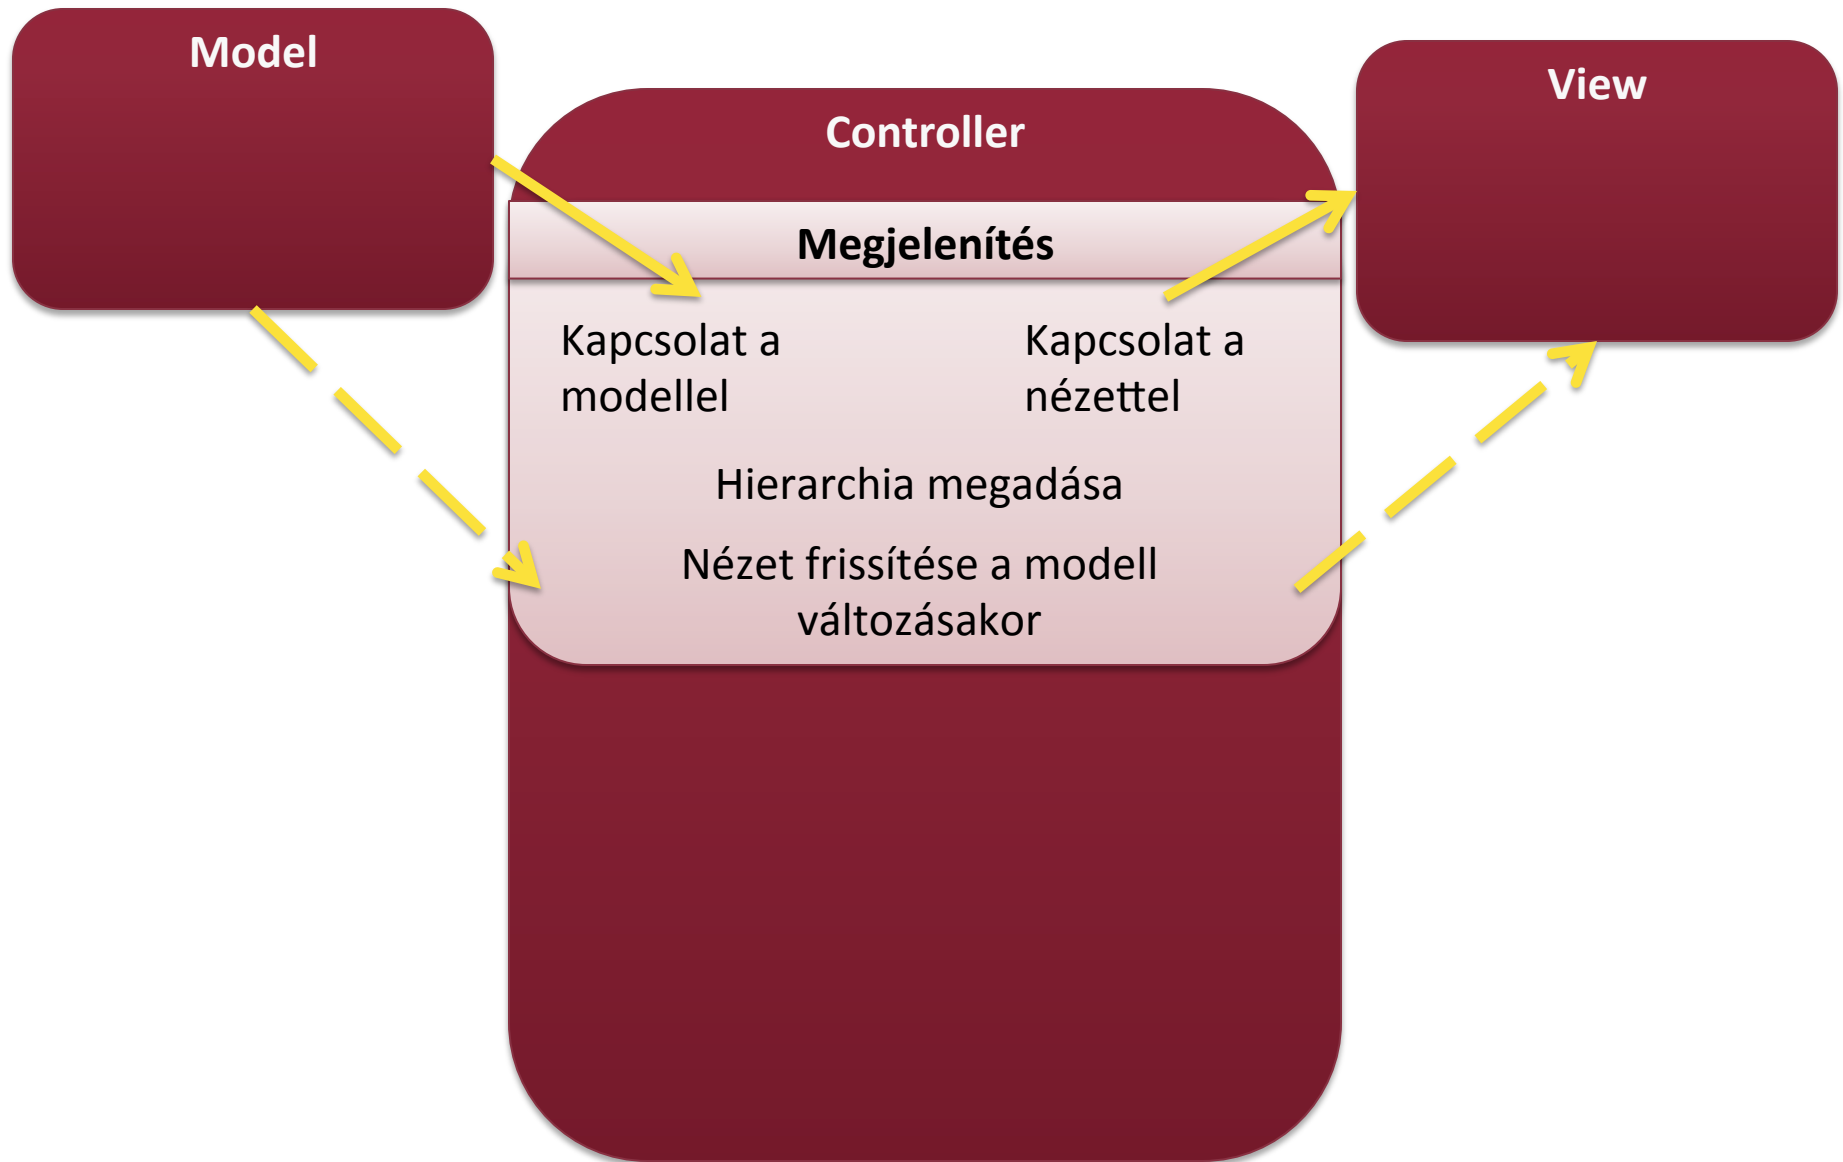 Model
View
Controller
Megjelenítés
Kapcsolat a
modellel
Kapcsolat a
nézettel
Hierarchia megadása
Nézet frissítése a modell
változásakor